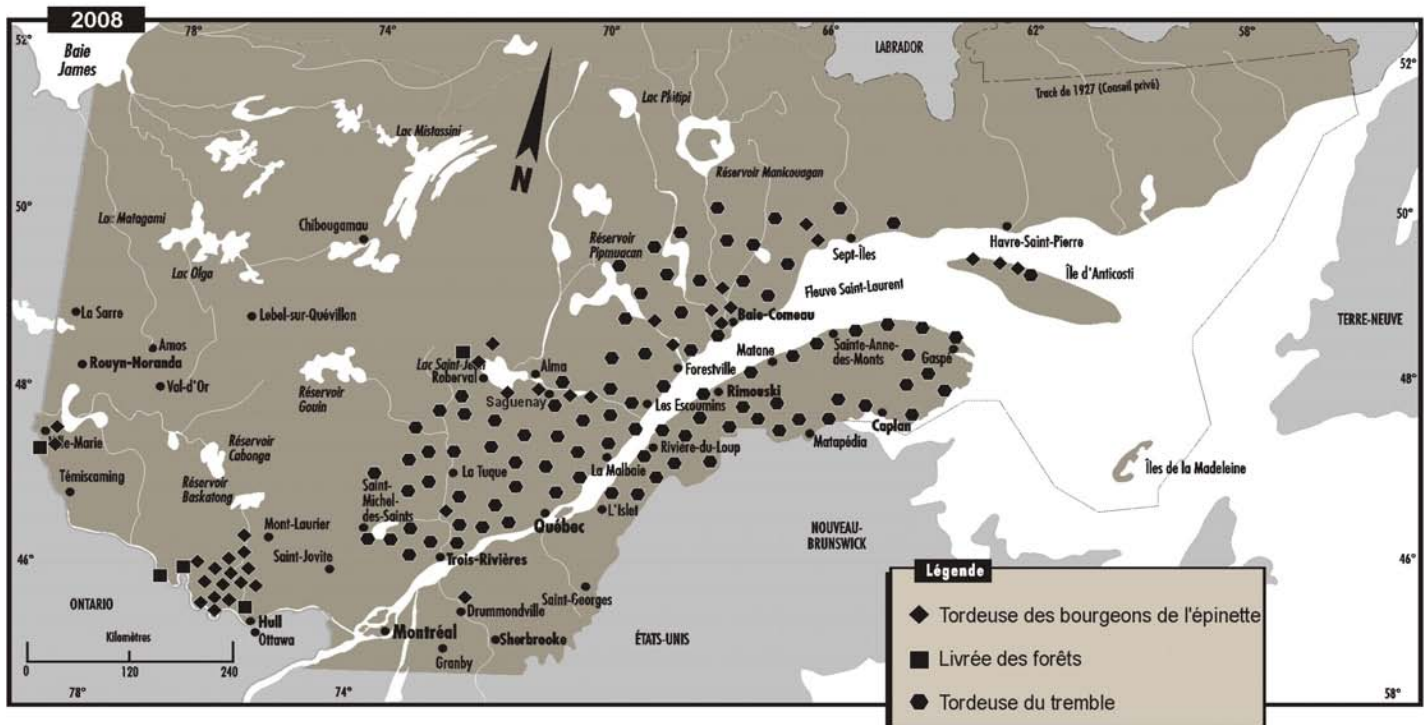 2008
78°
74°
70°
66°
62°
58°
52°
Baie
James
LABRADOR
52°
Tracé de 1927 (Conseil privé)
Lac Phitipi
Lac Mistassini
N
Réservoir Manicouagan
50°
50°
Lac Matagami
Chibougamau
Réservoir
Pipmuacan
Havre-Saint-Pierre
Sept-Îles
Lac Olga
Île d'Anticosti
Fleuve Saint-Laurent
La Sarre
Lebel-sur-Quévillon
Baie-Comeau
TERRE-NEUVE
Amos
Matane
Sainte-Anne-
des-Monts
Gaspé
Rouyn-Noranda
Lac Saint-Jean
Alma
Forestville
Roberval
48°
Val-d'Or
Réservoir
Gouin
Rimouski
48°
Saguenay
Les Escoumins
Caplan
Ville-Marie
Matapédia
Réservoir
Cabonga
Rivière-du-Loup
La Malbaie
Îles de la Madeleine
Témiscaming
La Tuque
Réservoir
Baskatong
Saint-
Michel-
des-Saints
L'Islet
Québec
Mont-Laurier
NOUVEAU-
BRUNSWICK
Saint-Jovite
46°
Trois-Rivières
46°
Légende
Saint-Georges
ONTARIO
Drummondville
Tordeuse des bourgeons de l'épinette
Hull
Ottawa
Montréal
Sherbrooke
ÉTATS-UNIS
Kilomètres
Granby
Livrée des forêts
0 120 240
78°
74°
58°
Tordeuse du tremble